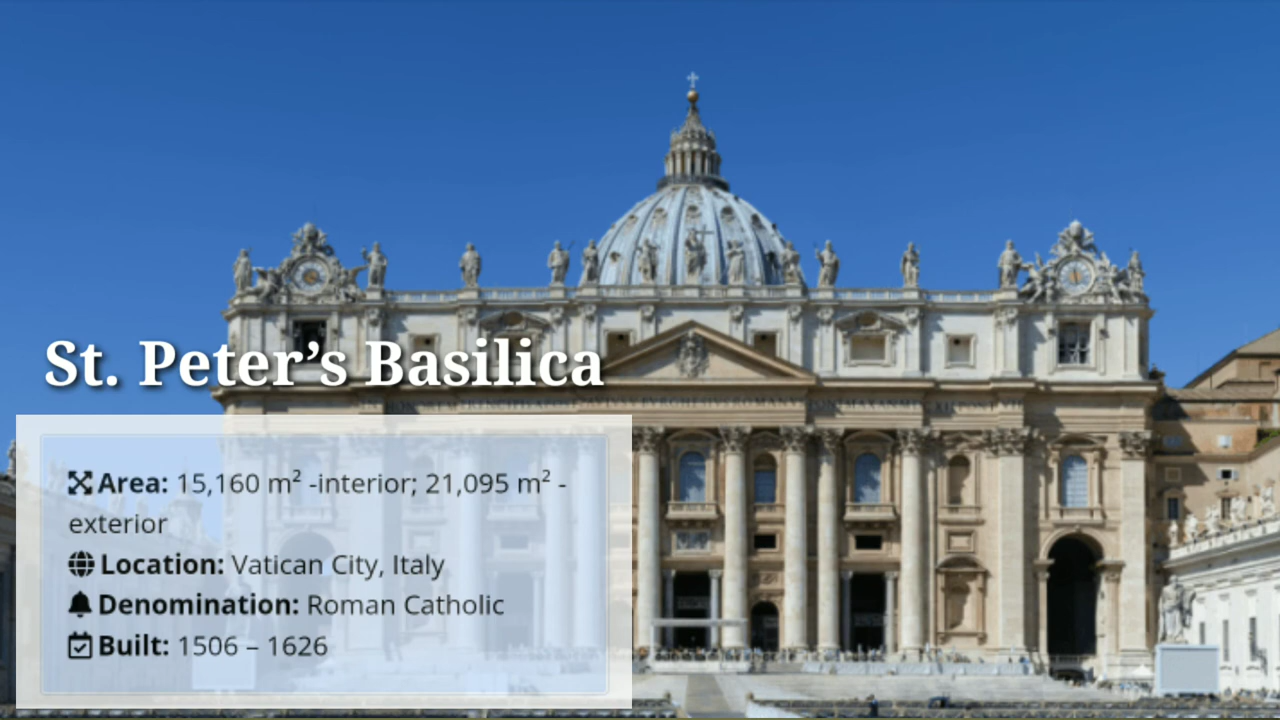 St. Peter’s Basilica
Area: 15,160 m² -interior; 21,095 m² -
exterior
Location: Vatican City, Italy
Denomination: Roman Catholic
Built: 1506 – 1626